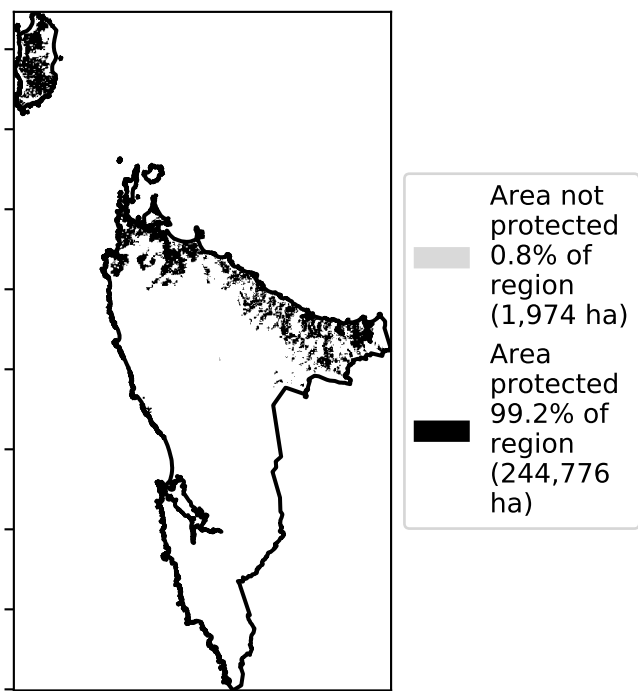 Area not
protected
0.8% of
region
(1,974 ha)
Area
protected
99.2% of
region
(244,776
ha)